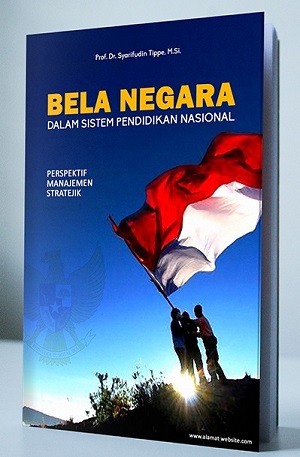 Prof. Dr. Syarifudin Tippe, M.Si.
BELA NEGARA
DALAM SISTEM PENDIDIKAN NASIONAL
PERSPEKTIF
MANAJEMEN
STRATEJIK
www.alamat website.com